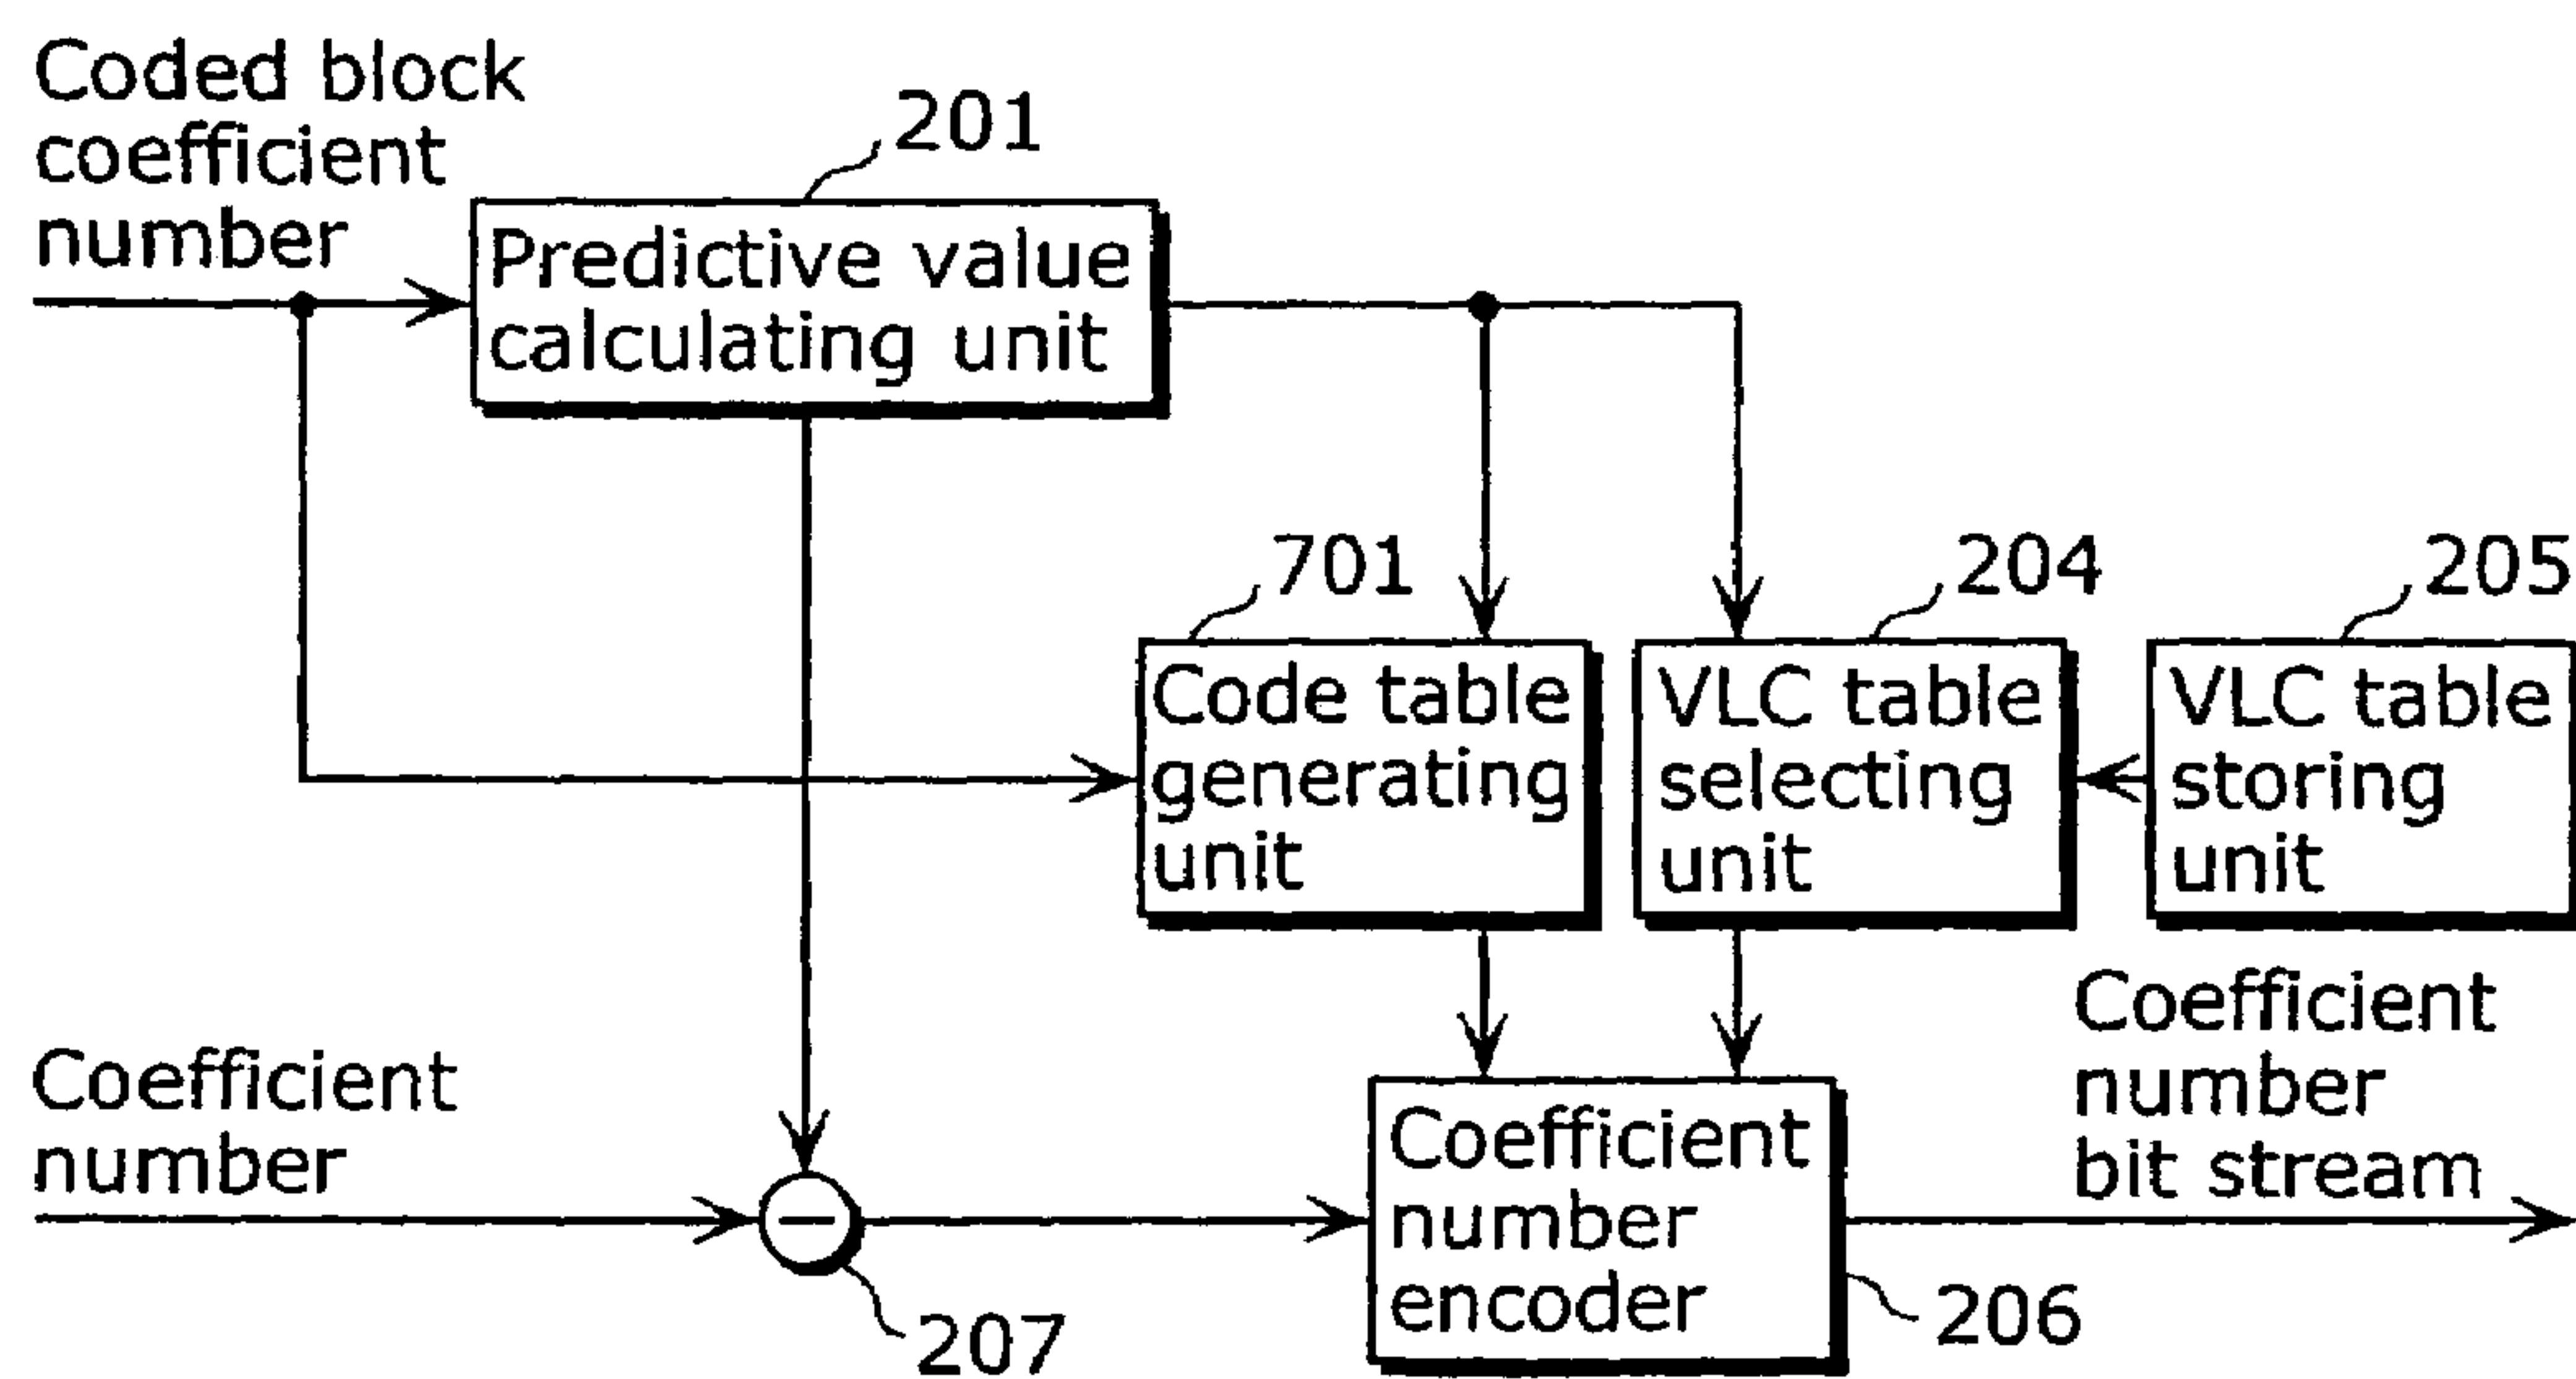 Coded block
coefficient
number
201
Predictive value
calculating unit
701
204
205
Code table
generating
unit
VLC table
selecting
unit
VLC table
storing
unit
Coefficient
number
Coefficient
number
encoder
Coefficient
number
bit stream
207
206